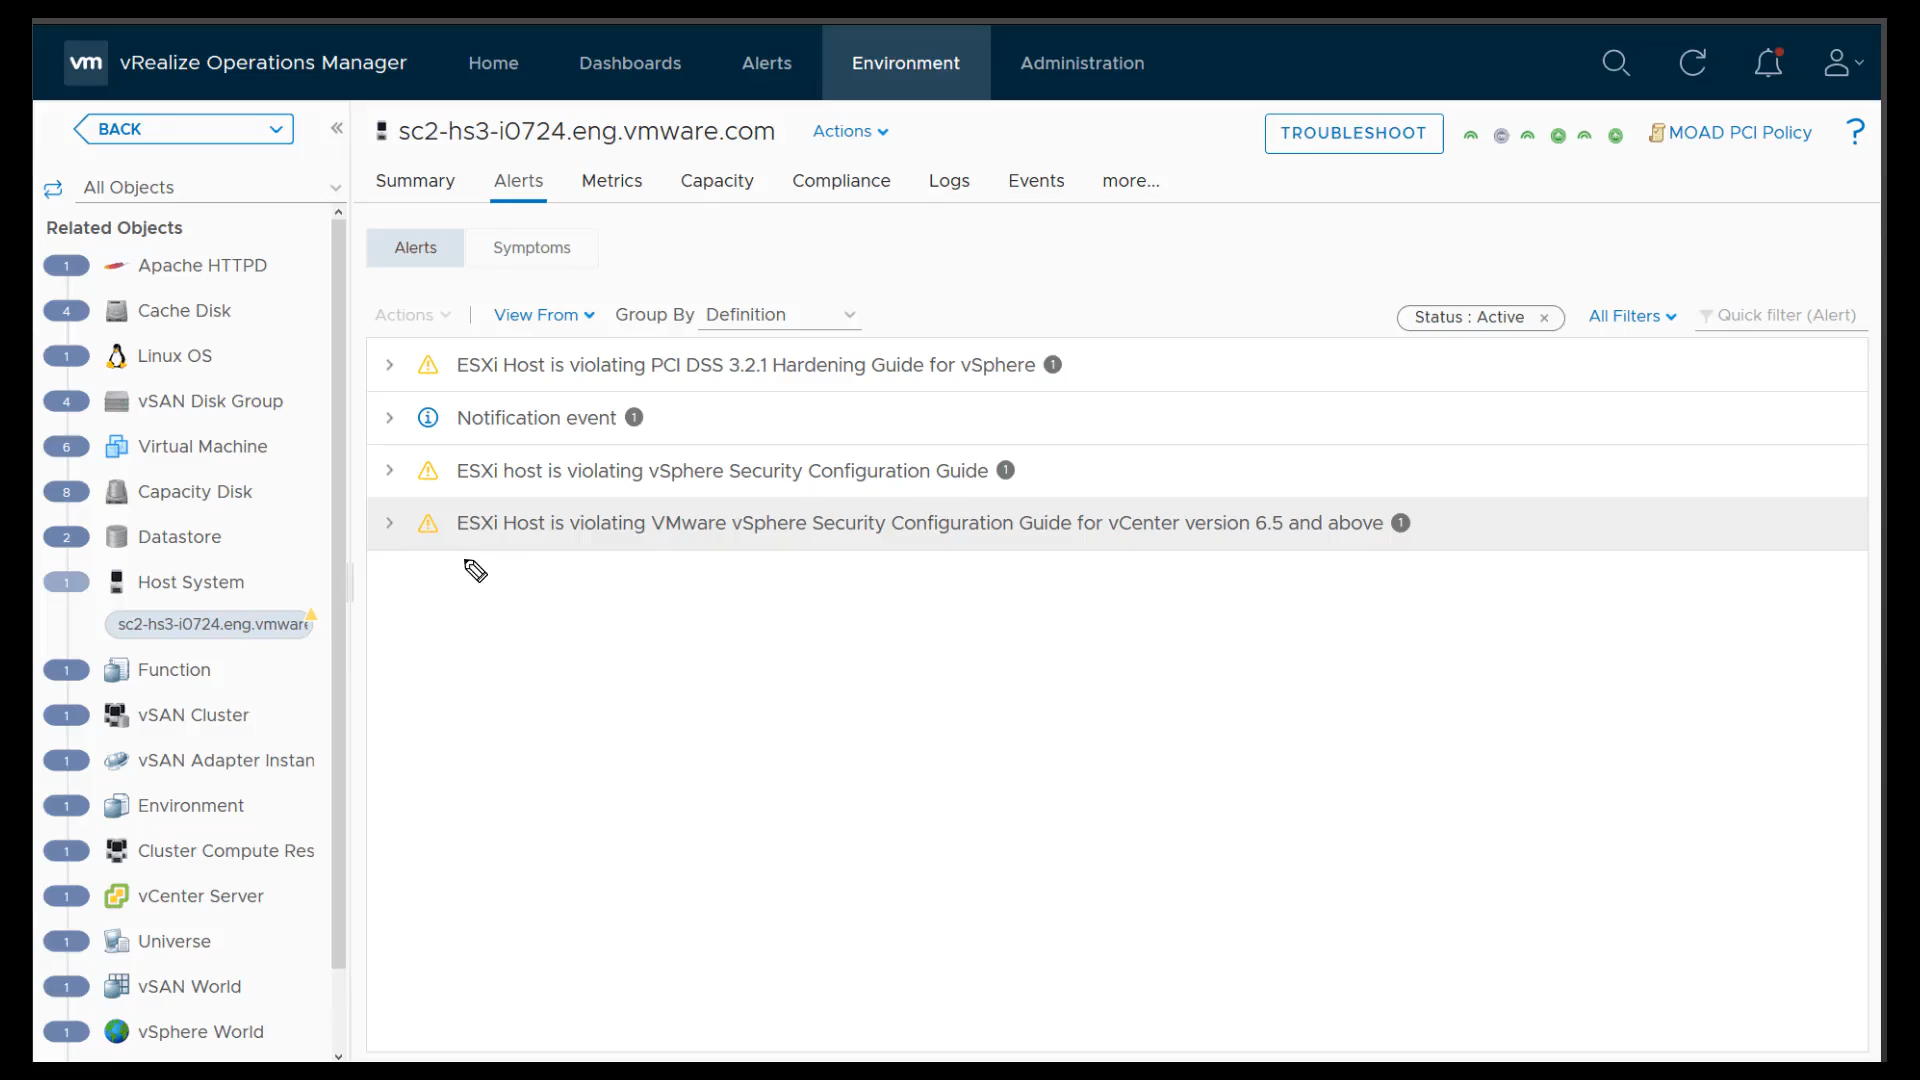 vm vRealize Operations Manager Home Dashboards Alerts Environment Administration
BACK
All Objects
Related Objects
1 Apache HTTPD
4 Cache Disk
1 Linux OS
4 vSAN Disk Group
6 Virtual Machine
8 Capacity Disk
2 Datastore
1 Host System
sc2-hs3-i0724.eng.vmware
1 Function
1 vSAN Cluster
1 vSAN Adapter Instan
1 Environment
1 Cluster Compute Res
1 vCenter Server
1 Universe
1 vSAN World
1 vSphere World
sc2-hs3-i0724.eng.vmware.com Actions TROUBLESHOOT MOAD PCI Policy ?
Summary Alerts Metrics Capacity Compliance Logs Events more...
Alerts Symptoms
Actions View From Group By Definition Status : Active × All Filters Quick filter (Alert)
ESXi Host is violating PCI DSS 3.2.1 Hardening Guide for vSphere 1
Notification event 1
ESXi host is violating vSphere Security Configuration Guide 1
ESXi Host is violating VMware vSphere Security Configuration Guide for vCenter version 6.5 and above 1